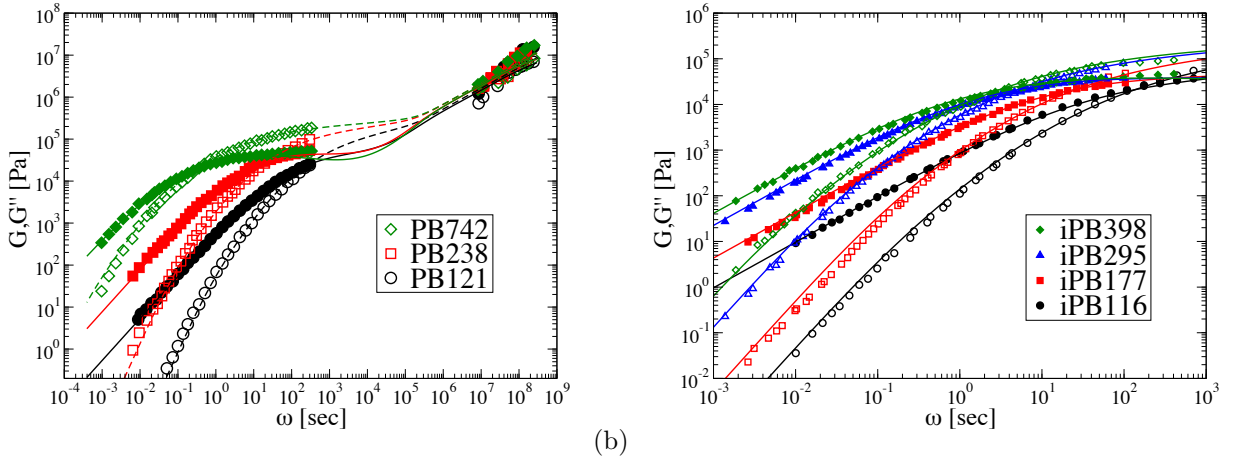 10^8
10^7
10^6
10^5
10^4
10^3
10^2
10^1
10^0
G,G'' [Pa]
PB742
PB238
PB121
10^-4 10^-3 10^-2 10^-1 10^0 10^1 10^2 10^3 10^4 10^5 10^6 10^7 10^8 10^9
ω [sec]
(b)
10^6
10^5
10^4
10^3
10^2
10^1
10^0
10^-1
10^-2
G,G'' [Pa]
iPB398
iPB295
iPB177
iPB116
10^-3 10^-2 10^-1 10^0 10^1 10^2 10^3
ω [sec]